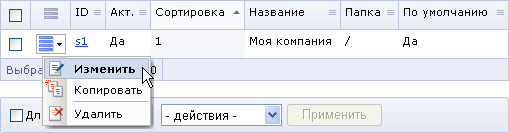 ID Акт. Сортировка Название Папка По умолчанию
s1 Да 1 Моя компания / Да
Выбра 0
Изменить
Копировать
Удалить
Дл - действия - Применить